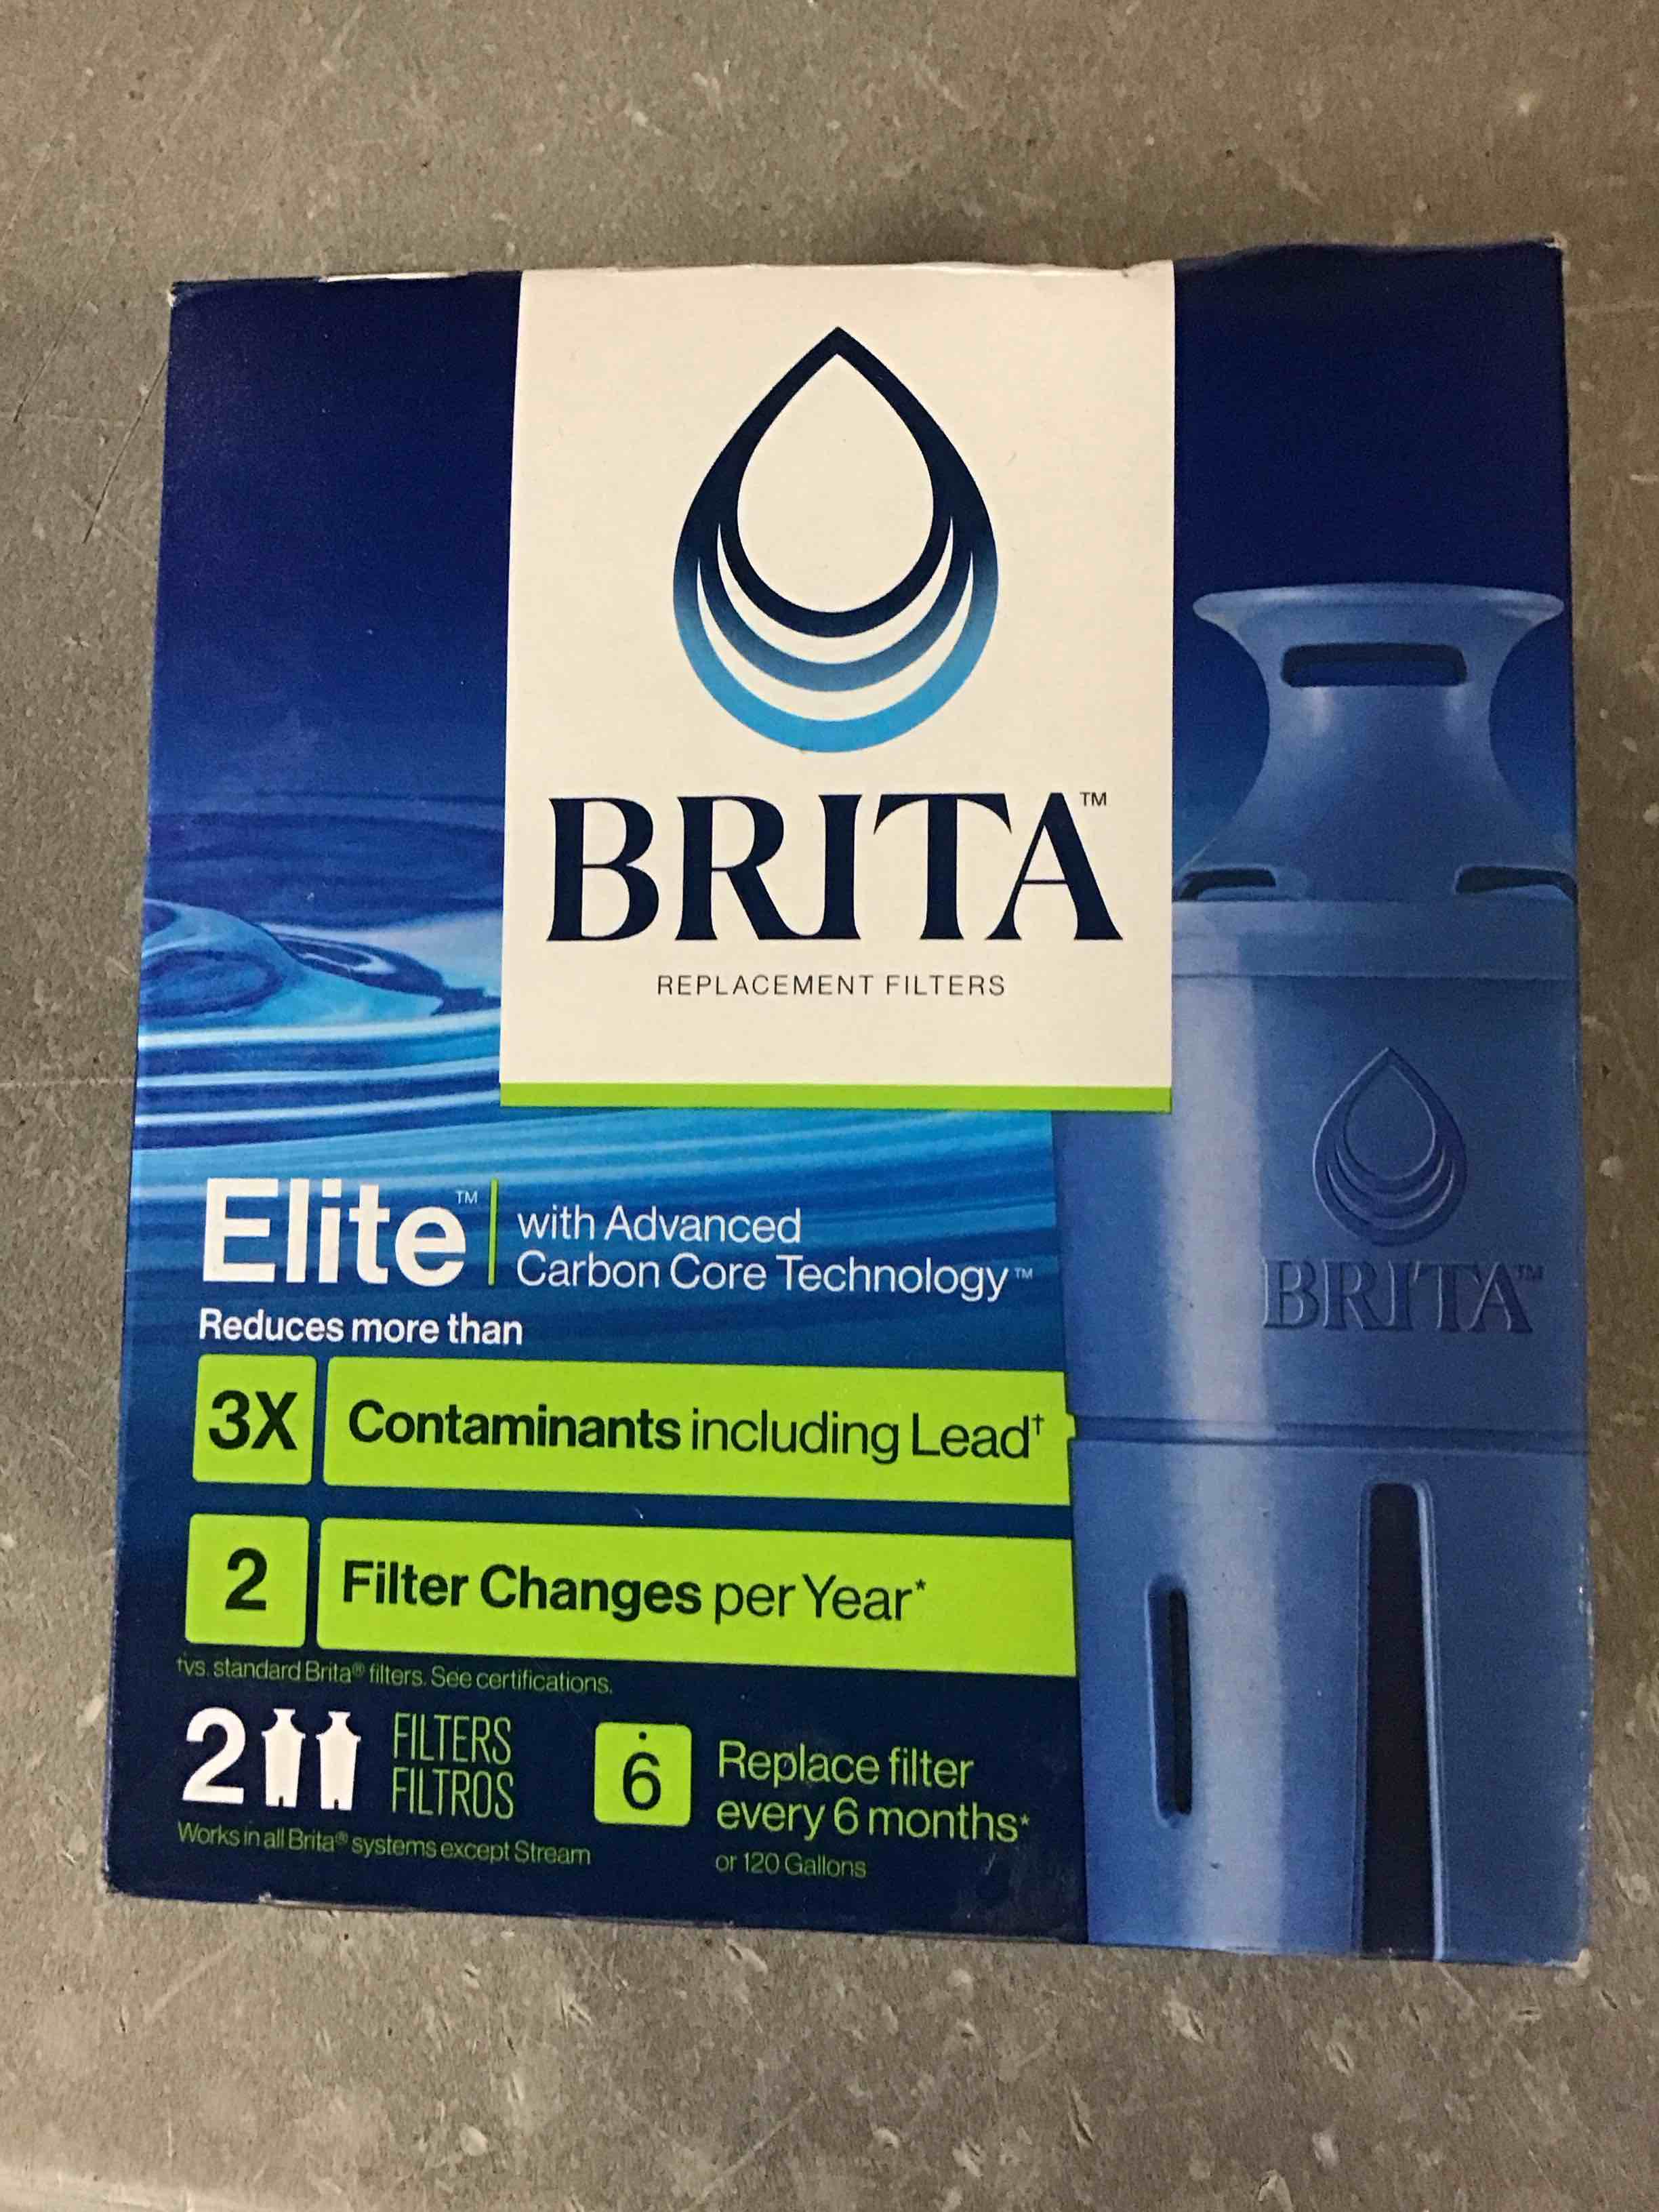 BRITA™
REPLACEMENT FILTERS
Elite™
with Advanced
Carbon Core Technology™
Reduces more than
3X Contaminants including Lead†
2 Filter Changes per Year*
†vs. standard Brita® filters. See certifications.
2 FILTERS
FILTROS
Works in all Brita® systems except Stream
6
Replace filter
every 6 months*
or 120 Gallons
BRITA™